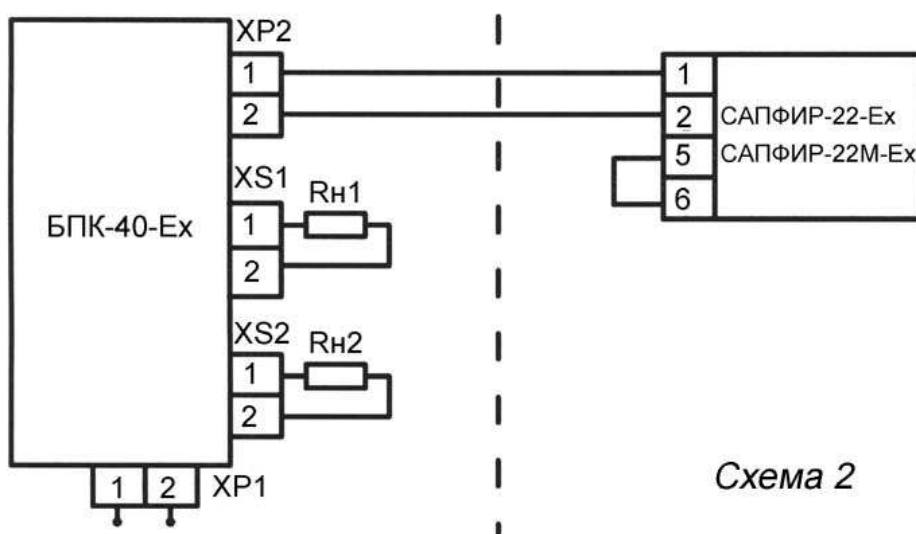 XP2
1
2
XS1
1
2
Rн1
XS2
1
2
Rн2
БПК-40-Ex
1
2
XP1
1
2
5
6
САПФИР-22-Ex
САПФИР-22М-Ex
Схема 2